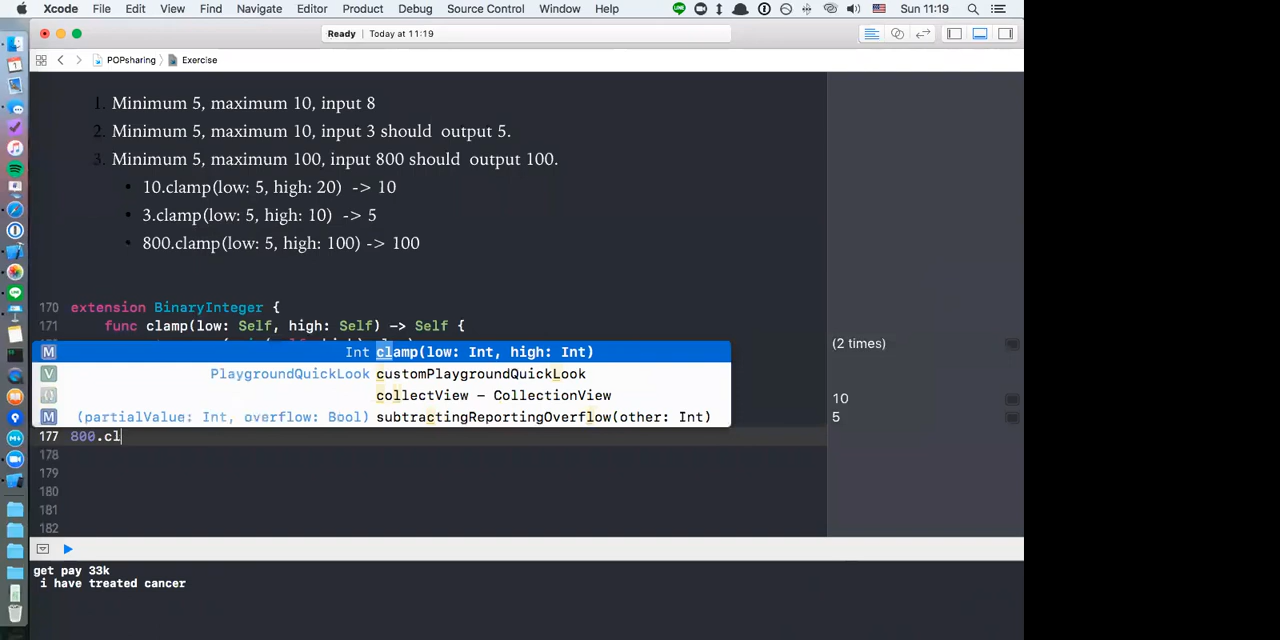 Xcode File Edit View Find Navigate Editor Product Debug Source Control Window Help Sun 11:19
Ready | Today at 11:19
POPsharing Exercise
1. Minimum 5, maximum 10, input 8
2. Minimum 5, maximum 10, input 3 should output 5.
3. Minimum 5, maximum 100, input 800 should output 100.
• 10.clamp(low: 5, high: 20) -> 10
• 3.clamp(low: 5, high: 10) -> 5
• 800.clamp(low: 5, high: 100) -> 100
170 extension BinaryInteger {
171 func clamp(low: Self, high: Self) -> Self {
(2 times)
M Int clamp(low: Int, high: Int)
V PlaygroundQuickLook customPlaygroundQuickLook
{} collectView - CollectionView
10
M (partialValue: Int, overflow: Bool) subtractingReportingOverflow(other: Int)
5
177 800.cl
178
179
180
181
182
get pay 33k
i have treated cancer